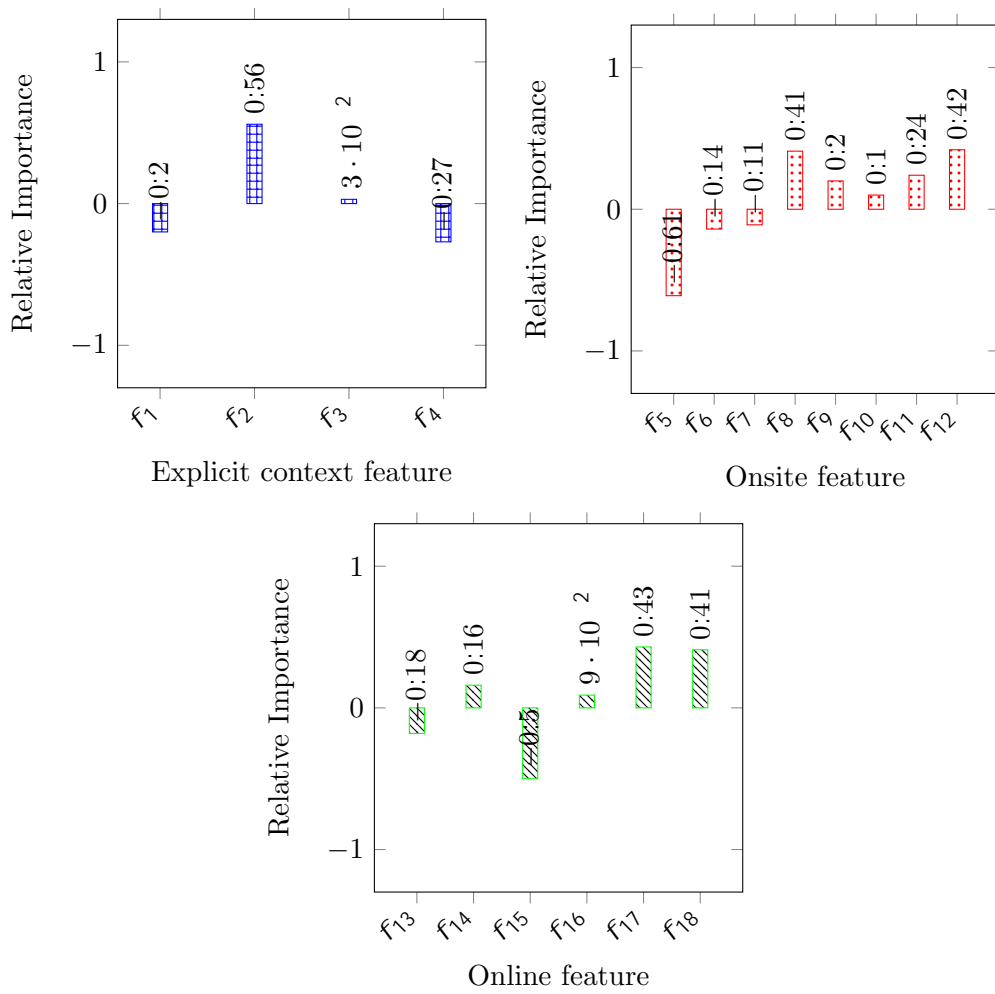 Relative Importance
1
0
−1
−0:2
0:56
3 · 10 2
−0:27
f1
f2
f3
f4
Explicit context feature
Relative Importance
1
0
−1
−0:61
−0:14
−0:11
0:41
0:2
0:1
0:24
0:42
f5
f6
f7
f8
f9
f10
f11
f12
Onsite feature
Relative Importance
1
0
−1
−0:18
0:16
−0:5
9 · 10 2
0:43
0:41
f13
f14
f15
f16
f17
f18
Online feature